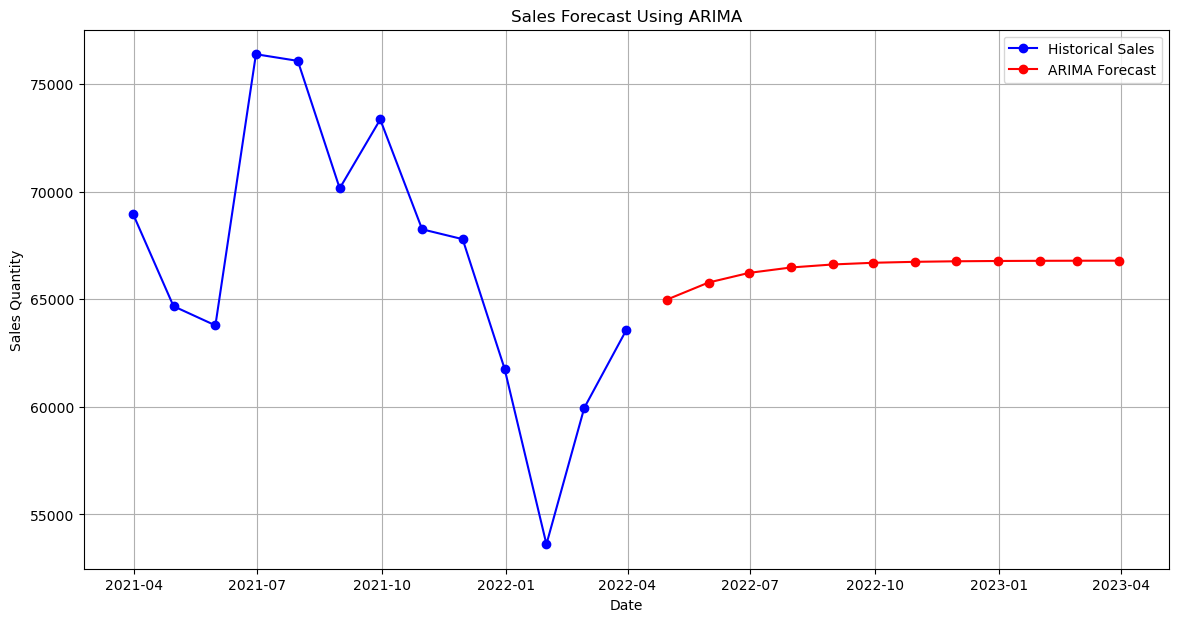 Sales Forecast Using ARIMA
Historical Sales
ARIMA Forecast
75000
70000
65000
60000
55000
Sales Quantity
2021-04 2021-07 2021-10 2022-01 2022-04 2022-07 2022-10 2023-01 2023-04
Date